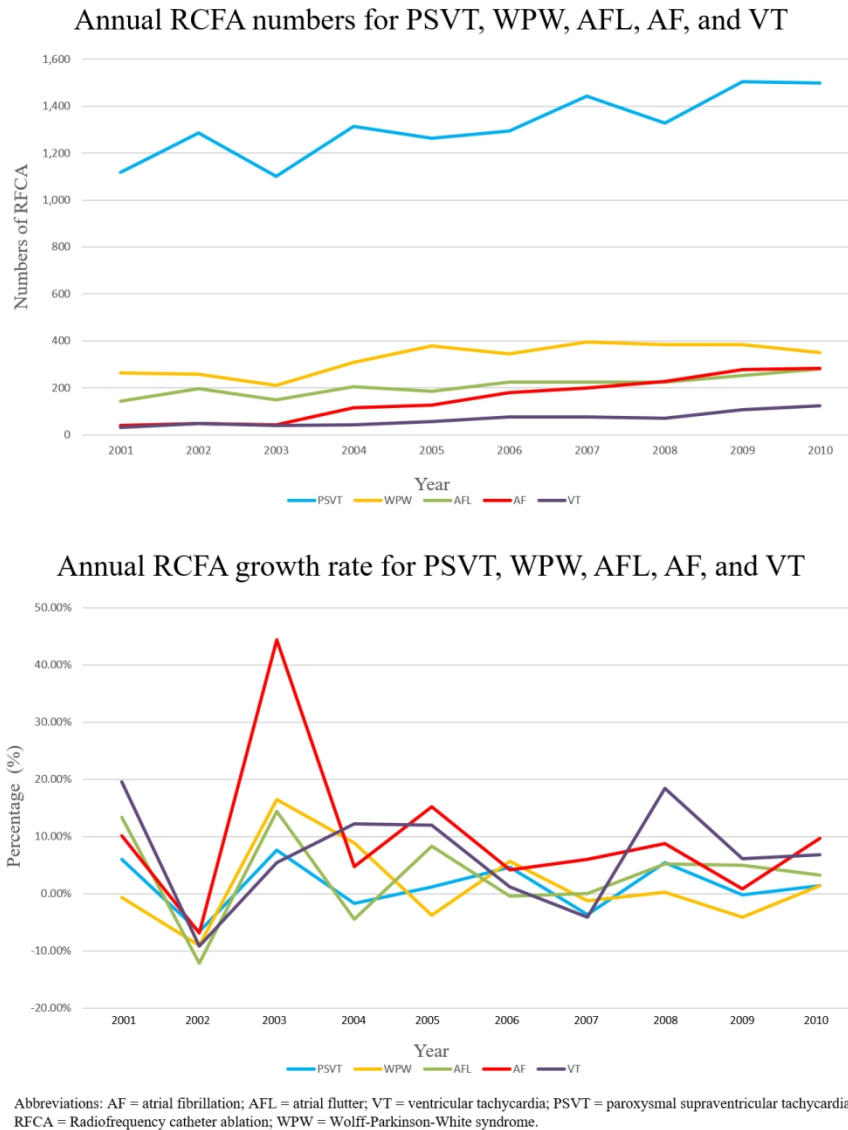 Annual RCFA numbers for PSVT, WPW, AFL, AF, and VT
1,600
1,400
1,200
1,000
800
600
400
200
0
Numbers of RFCA
2001 2002 2003 2004 2005 2006 2007 2008 2009 2010
Year
PSVT WPW AFL AF VT
Annual RCFA growth rate for PSVT, WPW, AFL, AF, and VT
50.00%
40.00%
30.00%
20.00%
10.00%
0.00%
-10.00%
-20.00%
Percentage (%)
2001 2002 2003 2004 2005 2006 2007 2008 2009 2010
Year
PSVT WPW AFL AF VT
Abbreviations: AF = atrial fibrillation; AFL = atrial flutter; VT = ventricular tachycardia; PSVT = paroxysmal supraventricular tachycardia
RFCA = Radiofrequency catheter ablation; WPW = Wolff-Parkinson-White syndrome.